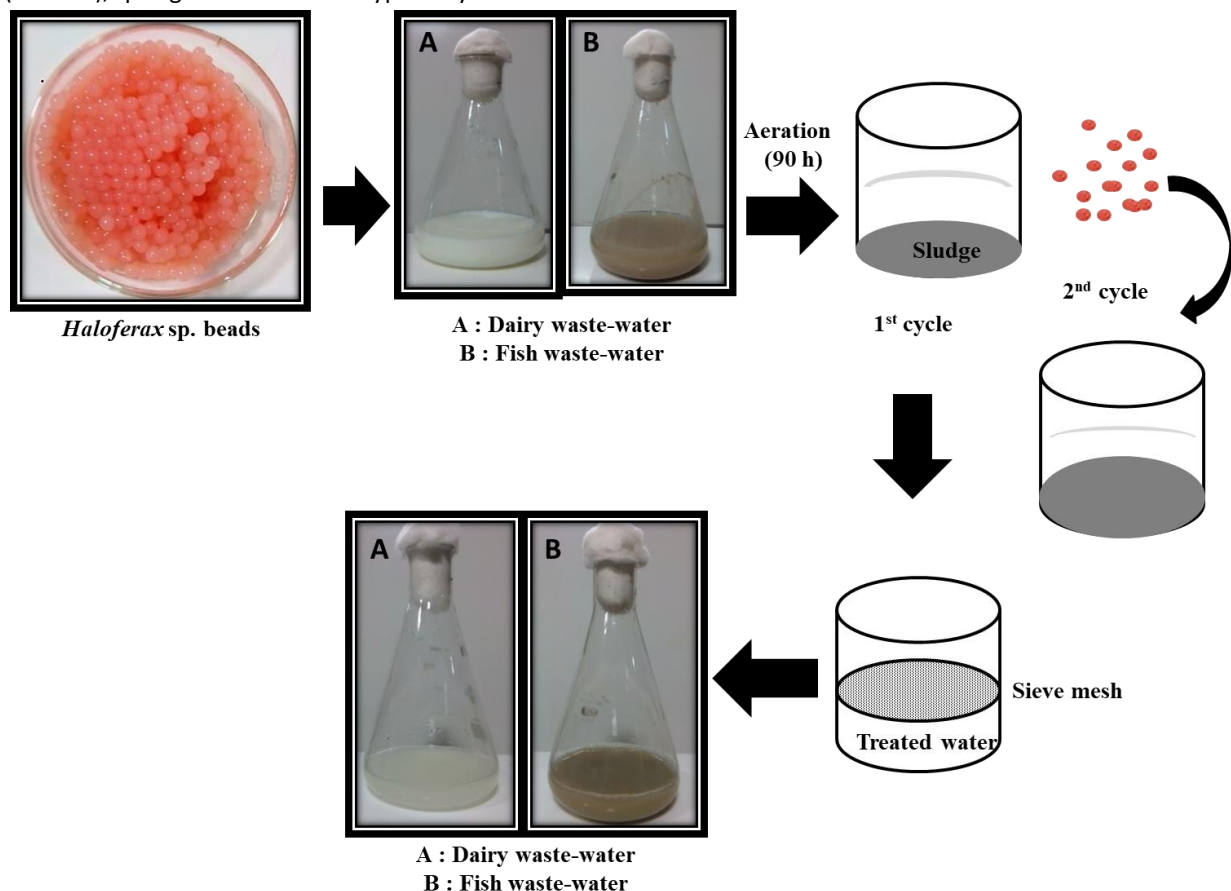 A
B
Aeration
(90 h)
Sludge
2nd cycle
Haloferax sp. beads
A : Dairy waste-water
B : Fish waste-water
1st cycle
A
B
Sieve mesh
Treated water
A : Dairy waste-water
B : Fish waste-water